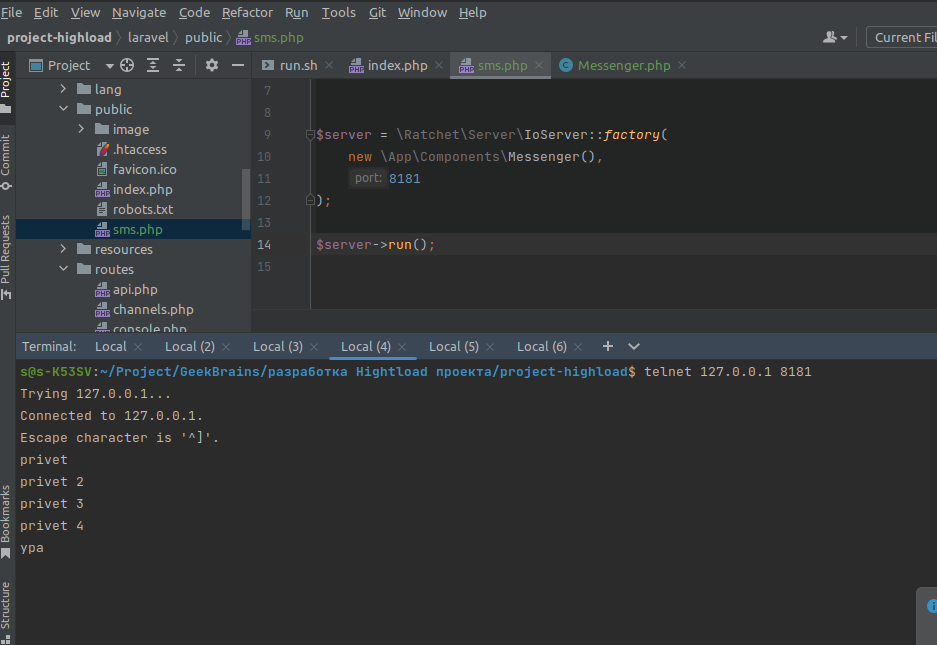 File Edit View Navigate Code Refactor Run Tools Git Window Help
project-highload laravel public sms.php Current Fil
Project run.sh index.php sms.php Messenger.php
Project
Commit
Pull Requests
Bookmarks
Structure
lang
public
image
.htaccess
favicon.ico
index.php
robots.txt
sms.php
resources
routes
api.php
channels.php
console.php
7
8
9 $server = \Ratchet\Server\IoServer::factory(
10 new \App\Components\Messenger(),
11 port: 8181
12 );
13
14 $server->run();
15
Terminal: Local Local (2) Local (3) Local (4) Local (5) Local (6)
s@s-K53SV:~/Project/GeekBrains/разработка Hightload проекта/project-highload$ telnet 127.0.0.1 8181
Trying 127.0.0.1...
Connected to 127.0.0.1.
Escape character is '^]'.
privet
privet 2
privet 3
privet 4
ура